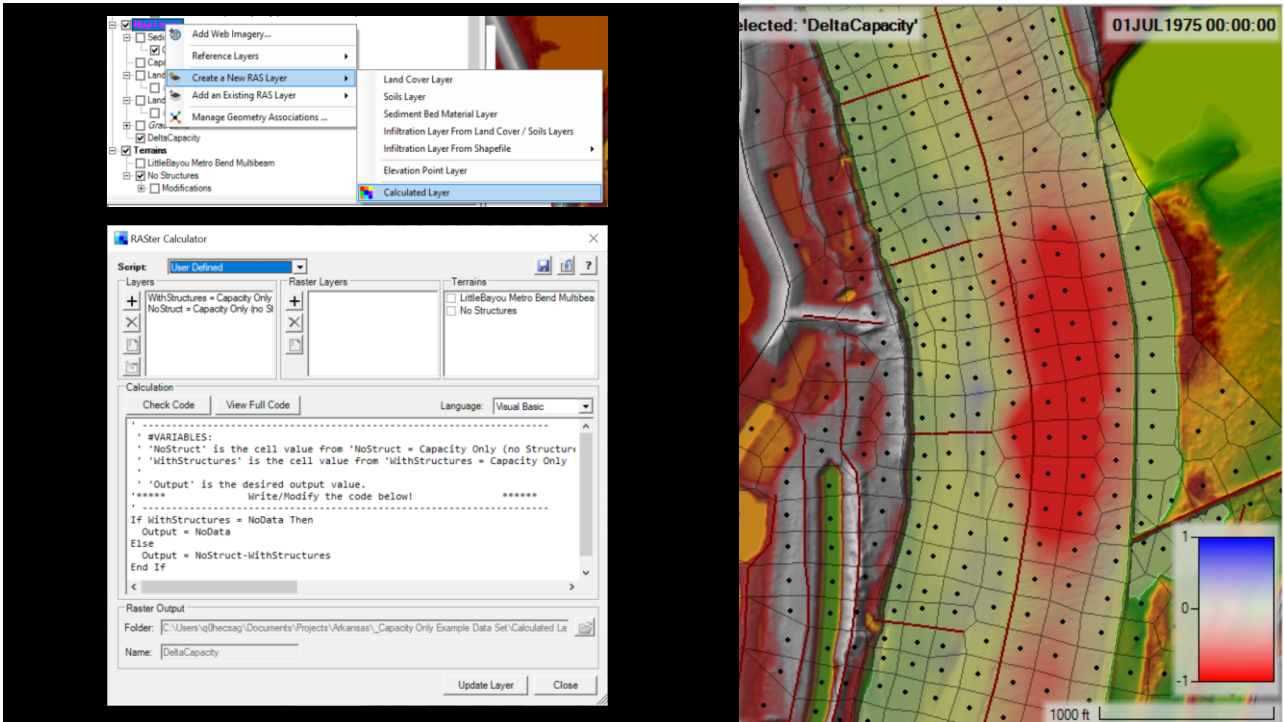 Add Web Imagery...
Sedi
Reference Layers
Capa
Create a New RAS Layer
Land
Add an Existing RAS Layer
Land
Manage Geometry Associations ...
DeltaCapacity
Terrains
LittleBayou Metro Bend Multibeam
No Structures
Modifications
Land Cover Layer
Soils Layer
Sediment Bed Material Layer
Infiltration Layer From Land Cover / Soils Layers
Infiltration Layer From Shapefile
Elevation Point Layer
Calculated Layer
RASter Calculator
Script: User Defined
Layers
WithStructures = Capacity Only
NoStruct = Capacity Only (no St
Raster Layers
Terrains
LittleBayou Metro Bend Multibea
No Structures
Calculation
Check Code View Full Code Language: Visual Basic
' ---------------------------------------------------------
' #VARIABLES:
' 'NoStruct' is the cell value from 'NoStruct = Capacity Only (no Structure
' 'WithStructures' is the cell value from 'WithStructures = Capacity Only
'
' 'Output' is the desired output value.
'***** Write/Modify the code below! ******
' ---------------------------------------------------------
If WithStructures = NoData Then
Output = NoData
Else
Output = NoStruct-WithStructures
End If
Raster Output
Folder: C:\Users\q0hecsag\Documents\Projects\Arkansas\_Capacity Only Example Data Set\Calculated La
Name: DeltaCapacity
Update Layer Close
elected: 'DeltaCapacity' 01JUL1975 00:00:00
1
0
-1
1000 ft